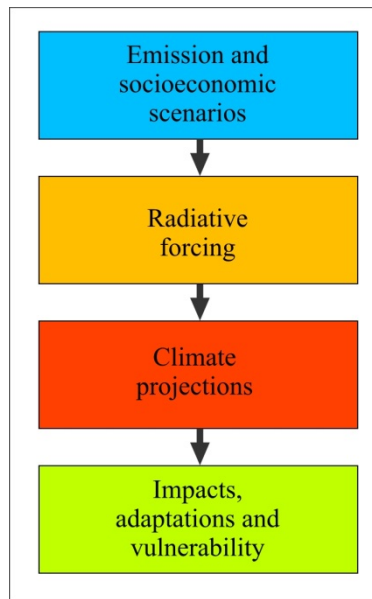 Emission and
socioeconomic
scenarios
Radiative
forcing
Climate
projections
Impacts,
adaptations and
vulnerability